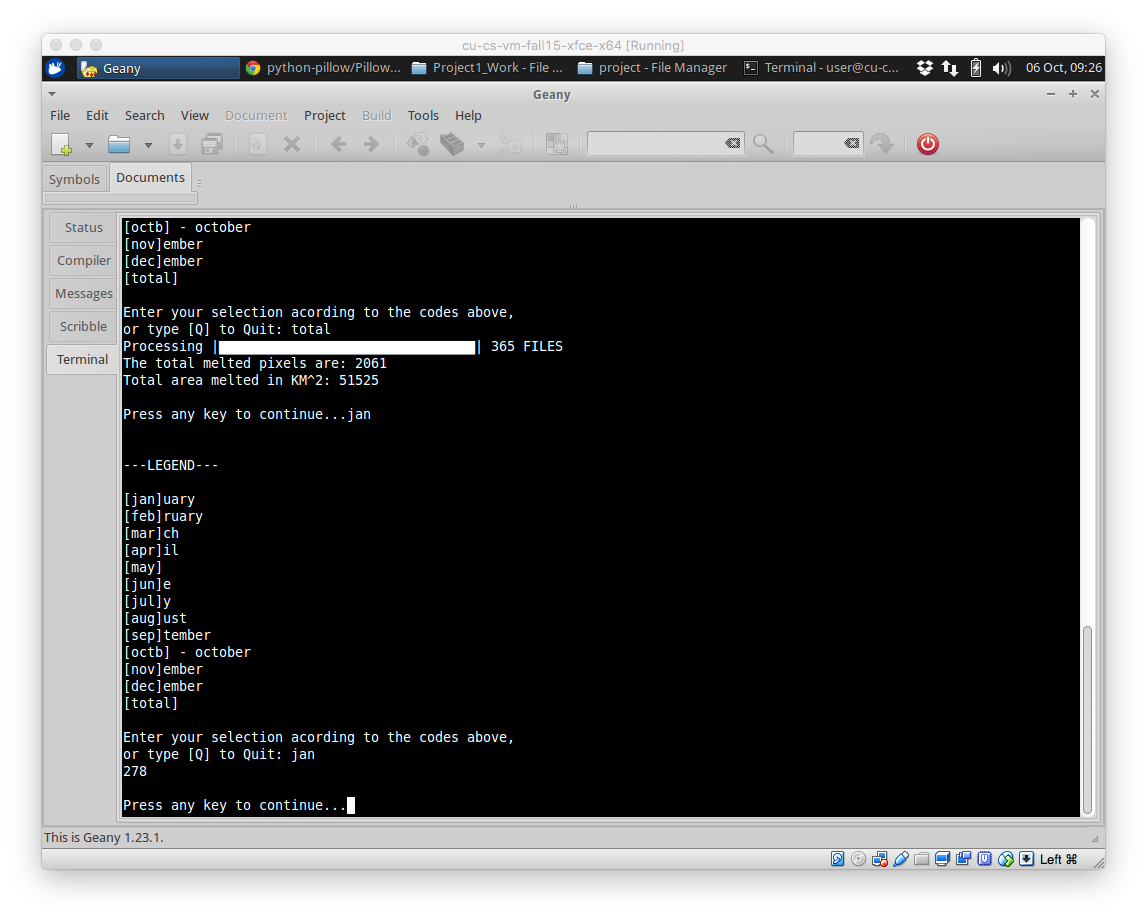 cu-cs-vm-fall15-xfce-x64 [Running]
Geany python-pillow/Pillow... Project1_Work - File ... project - File Manager Terminal - user@cu-c... 06 Oct, 09:26
Geany
File Edit Search View Document Project Build Tools Help
Symbols Documents
Status
Compiler
Messages
Scribble
Terminal
[octb] - october
[nov]ember
[dec]ember
[total]
Enter your selection acording to the codes above,
or type [Q] to Quit: total
Processing |                                | 365 FILES
The total melted pixels are: 2061
Total area melted in KM^2: 51525
Press any key to continue...jan
---LEGEND---
[jan]uary
[feb]ruary
[mar]ch
[apr]il
[may]
[jun]e
[jul]y
[aug]ust
[sep]tember
[octb] - october
[nov]ember
[dec]ember
[total]
Enter your selection acording to the codes above,
or type [Q] to Quit: jan
278
Press any key to continue...
This is Geany 1.23.1.
Left ⌘